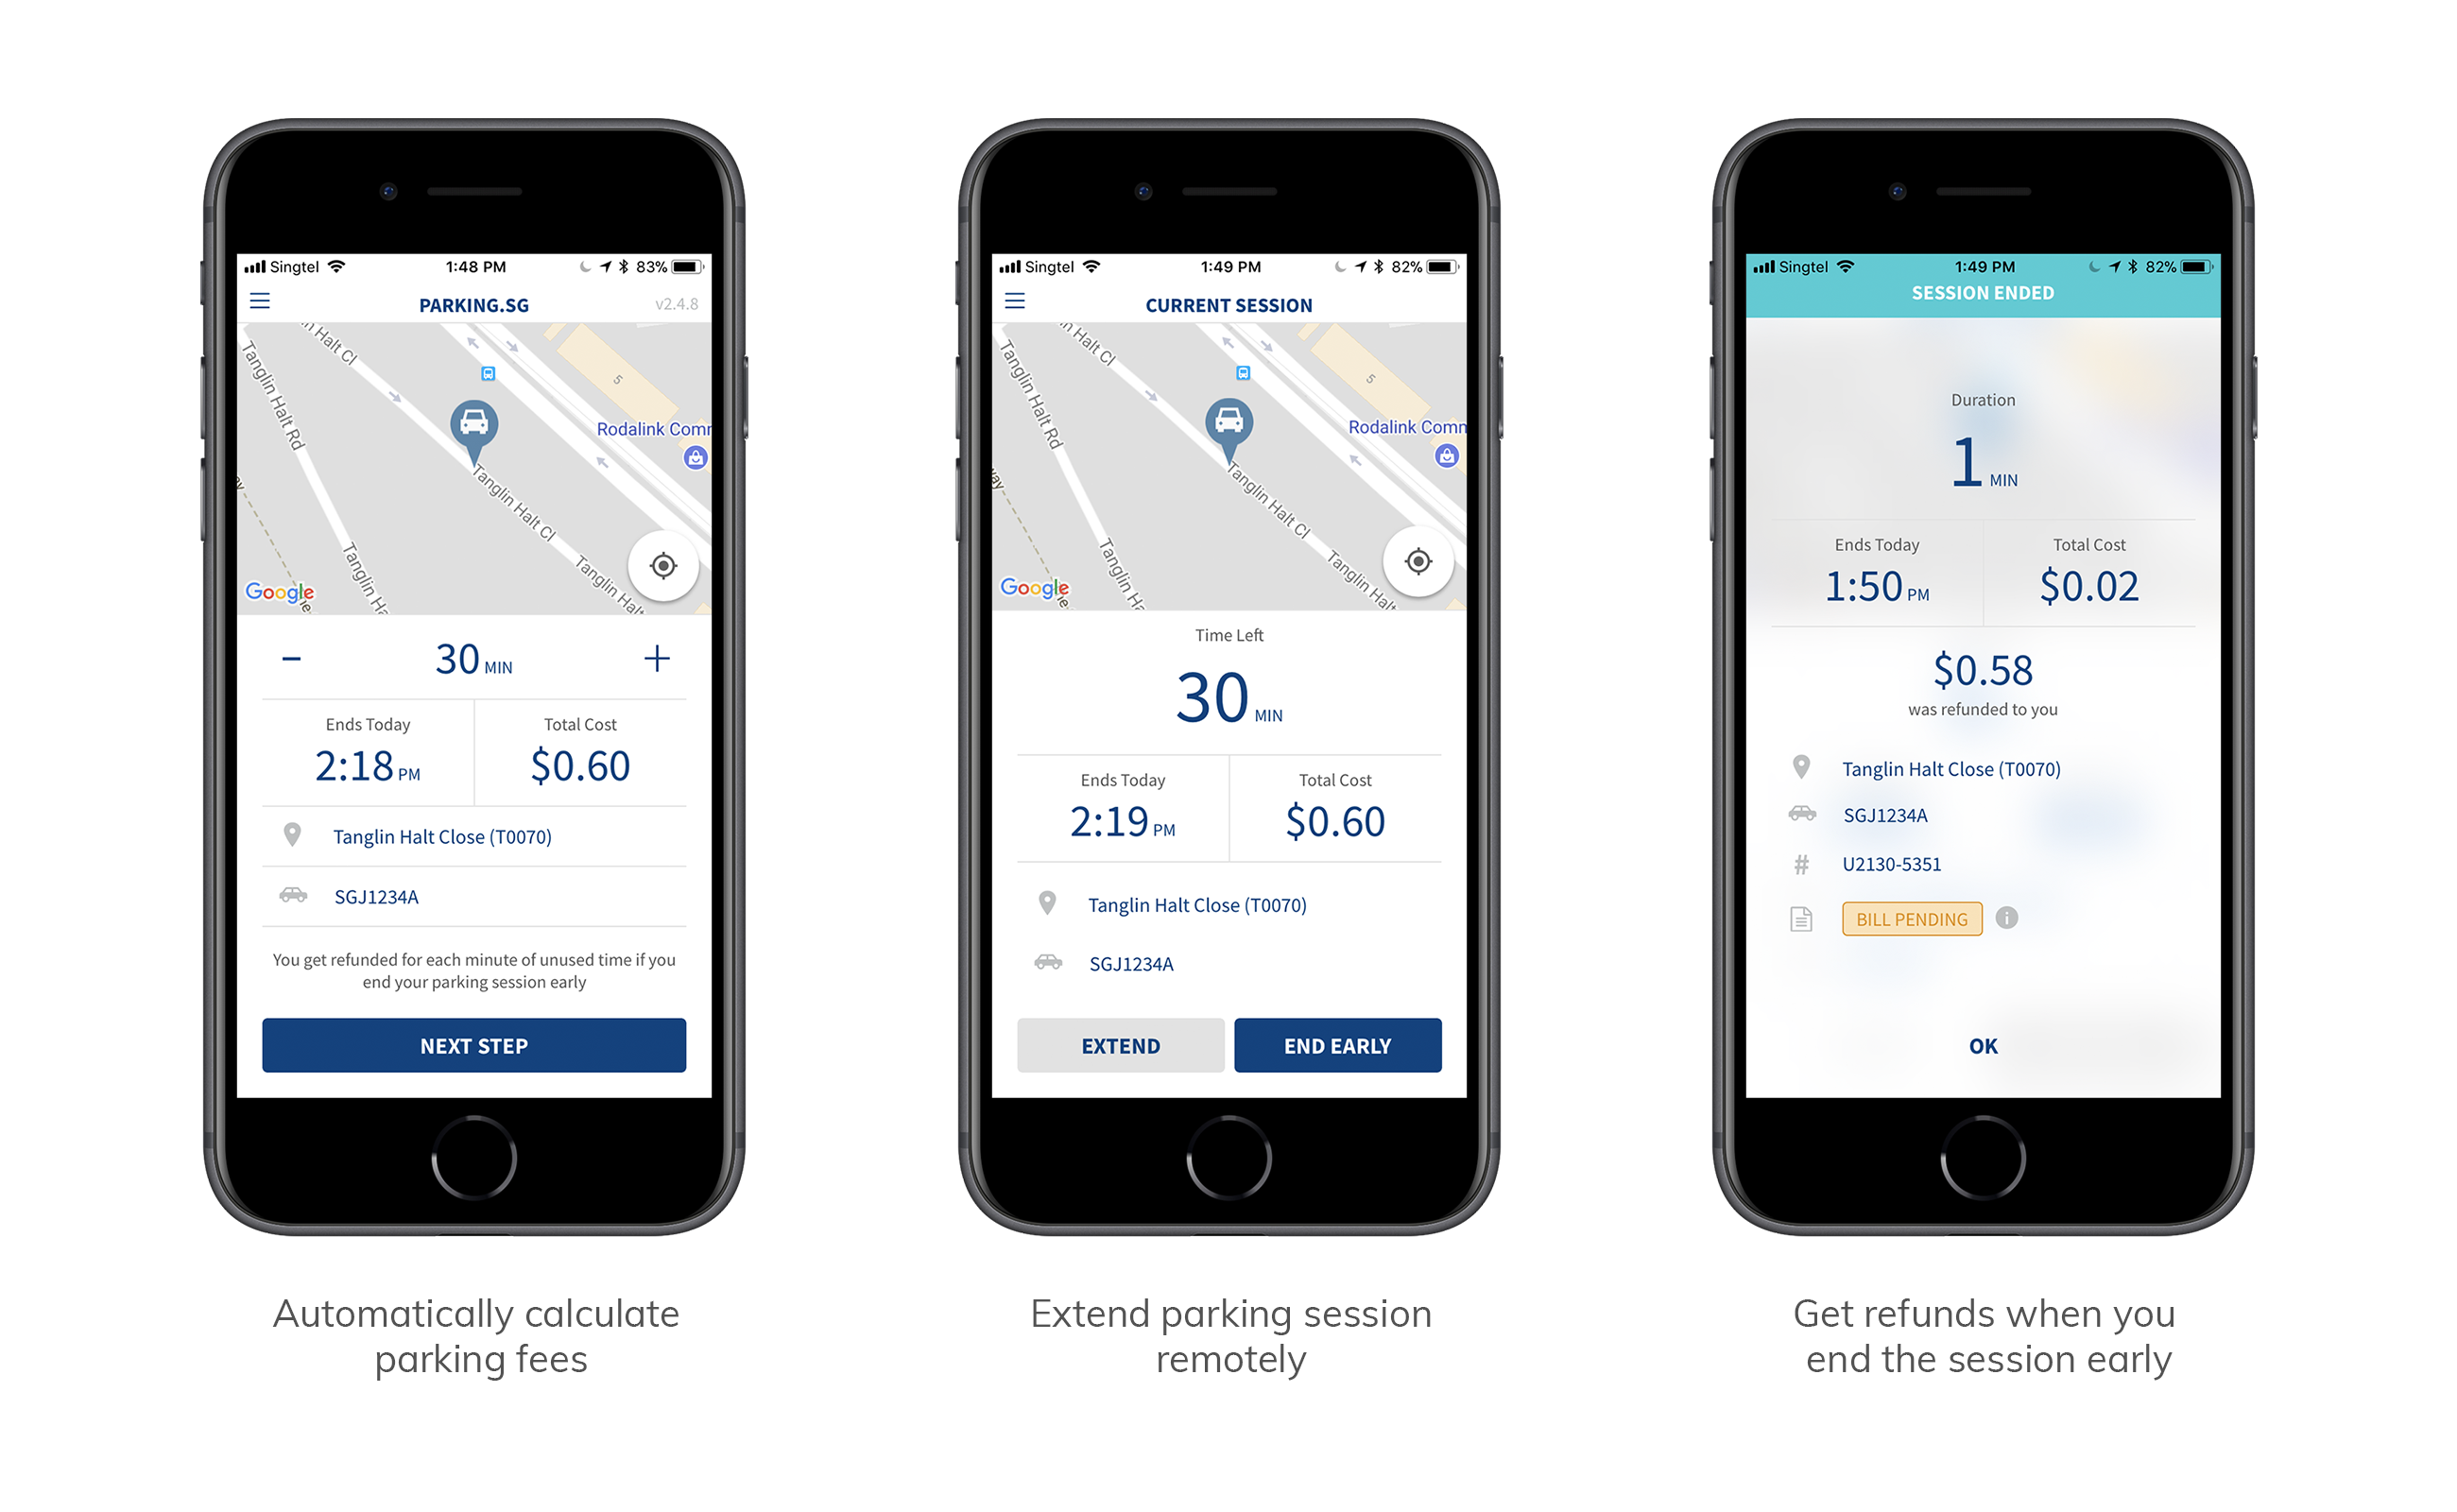 Singtel 1:48 PM 83%
PARKING.SG v2.4.8
Halt Cl
Tanglin Halt Rd
5
Rodalink
Tanglin Halt Cl
Tanglin
Tanglin Halt
Google
- 30 MIN +
Ends Today Total Cost
2:18 PM $0.60
Tanglin Halt Close (T0070)
SGJ1234A
You get refunded for each minute of unused time if you
end your parking session early
NEXT STEP
Automatically calculate
parking fees
Singtel 1:49 PM 82%
CURRENT SESSION
Halt Cl
Tanglin Halt Rd
5
Rodalink
Tanglin Halt Cl
Tanglin
Tanglin Halt
Google
Time Left
30 MIN
Ends Today Total Cost
2:19 PM $0.60
Tanglin Halt Close (T0070)
SGJ1234A
EXTEND END EARLY
Extend parking session
remotely
Singtel 1:49 PM 82%
SESSION ENDED
Duration
1 MIN
Ends Today Total Cost
1:50 PM $0.02
$0.58
was refunded to you
Tanglin Halt Close (T0070)
SGJ1234A
# U2130-5351
BILL PENDING i
OK
Get refunds when you
end the session early